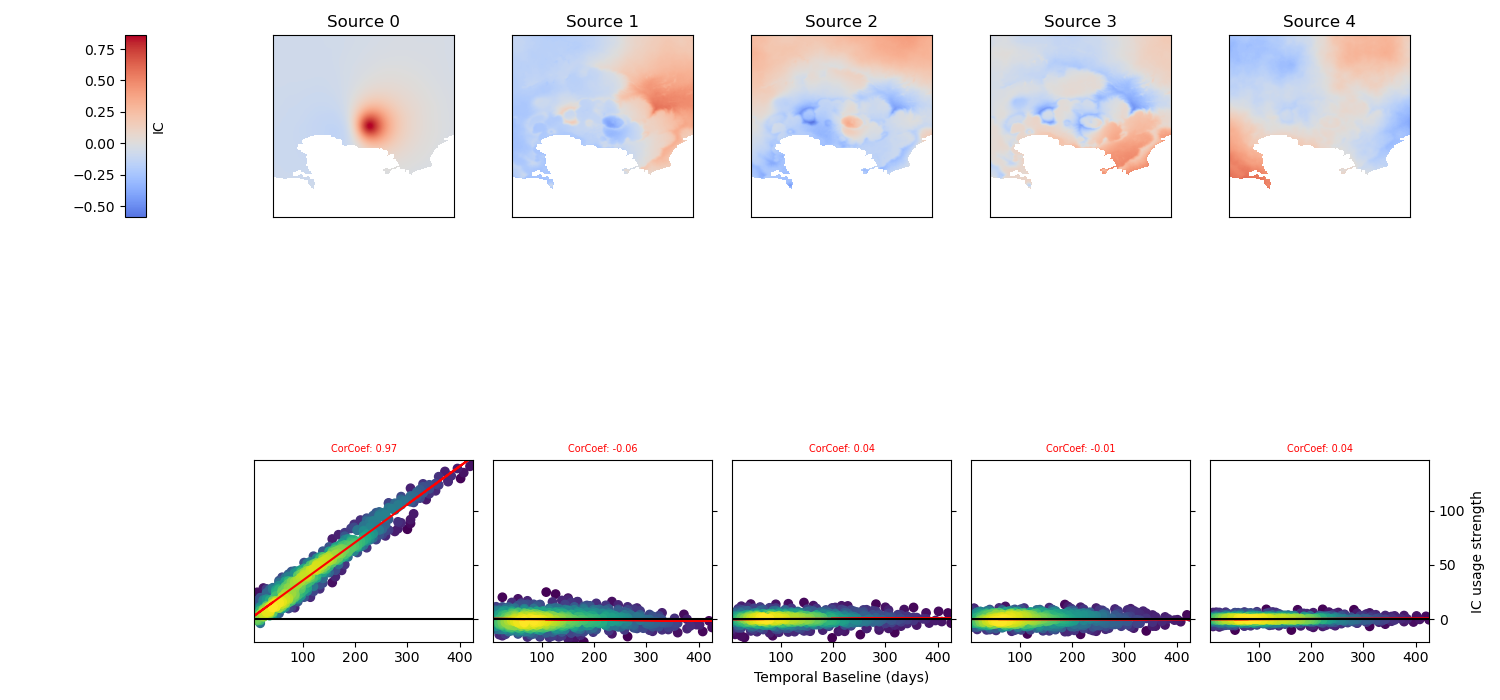 Source 0
Source 1
Source 2
Source 3
Source 4
0.75
0.50
0.25
0.00
−0.25
−0.50
IC
CorCoef: 0.97
CorCoef: -0.06
CorCoef: 0.04
CorCoef: -0.01
CorCoef: 0.04
100
50
0
IC usage strength
100 200 300 400
100 200 300 400
100 200 300 400
100 200 300 400
100 200 300 400
Temporal Baseline (days)